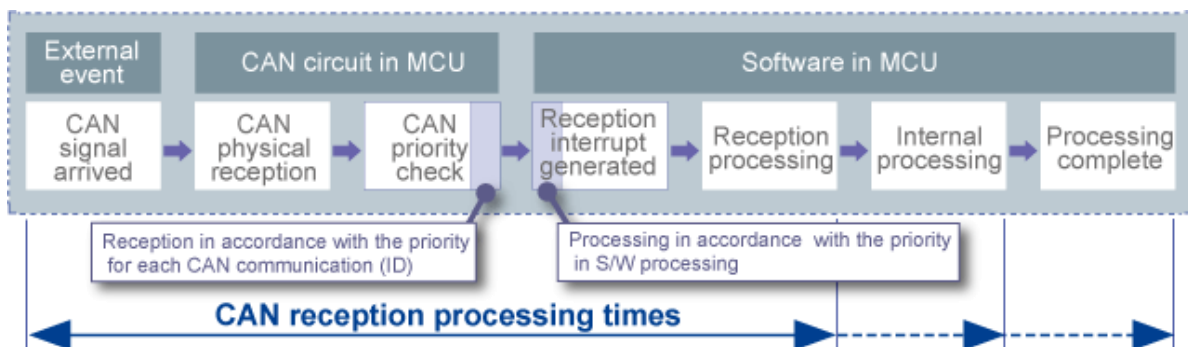 External
event
CAN circuit in MCU
Software in MCU
CAN
signal
arrived
CAN
physical
reception
CAN
priority
check
Reception
interrupt
generated
Reception
processing
Internal
processing
Processing
complete
Reception in accordance with the priority
for each CAN communication (ID)
Processing in accordance with the priority
in S/W processing
CAN reception processing times